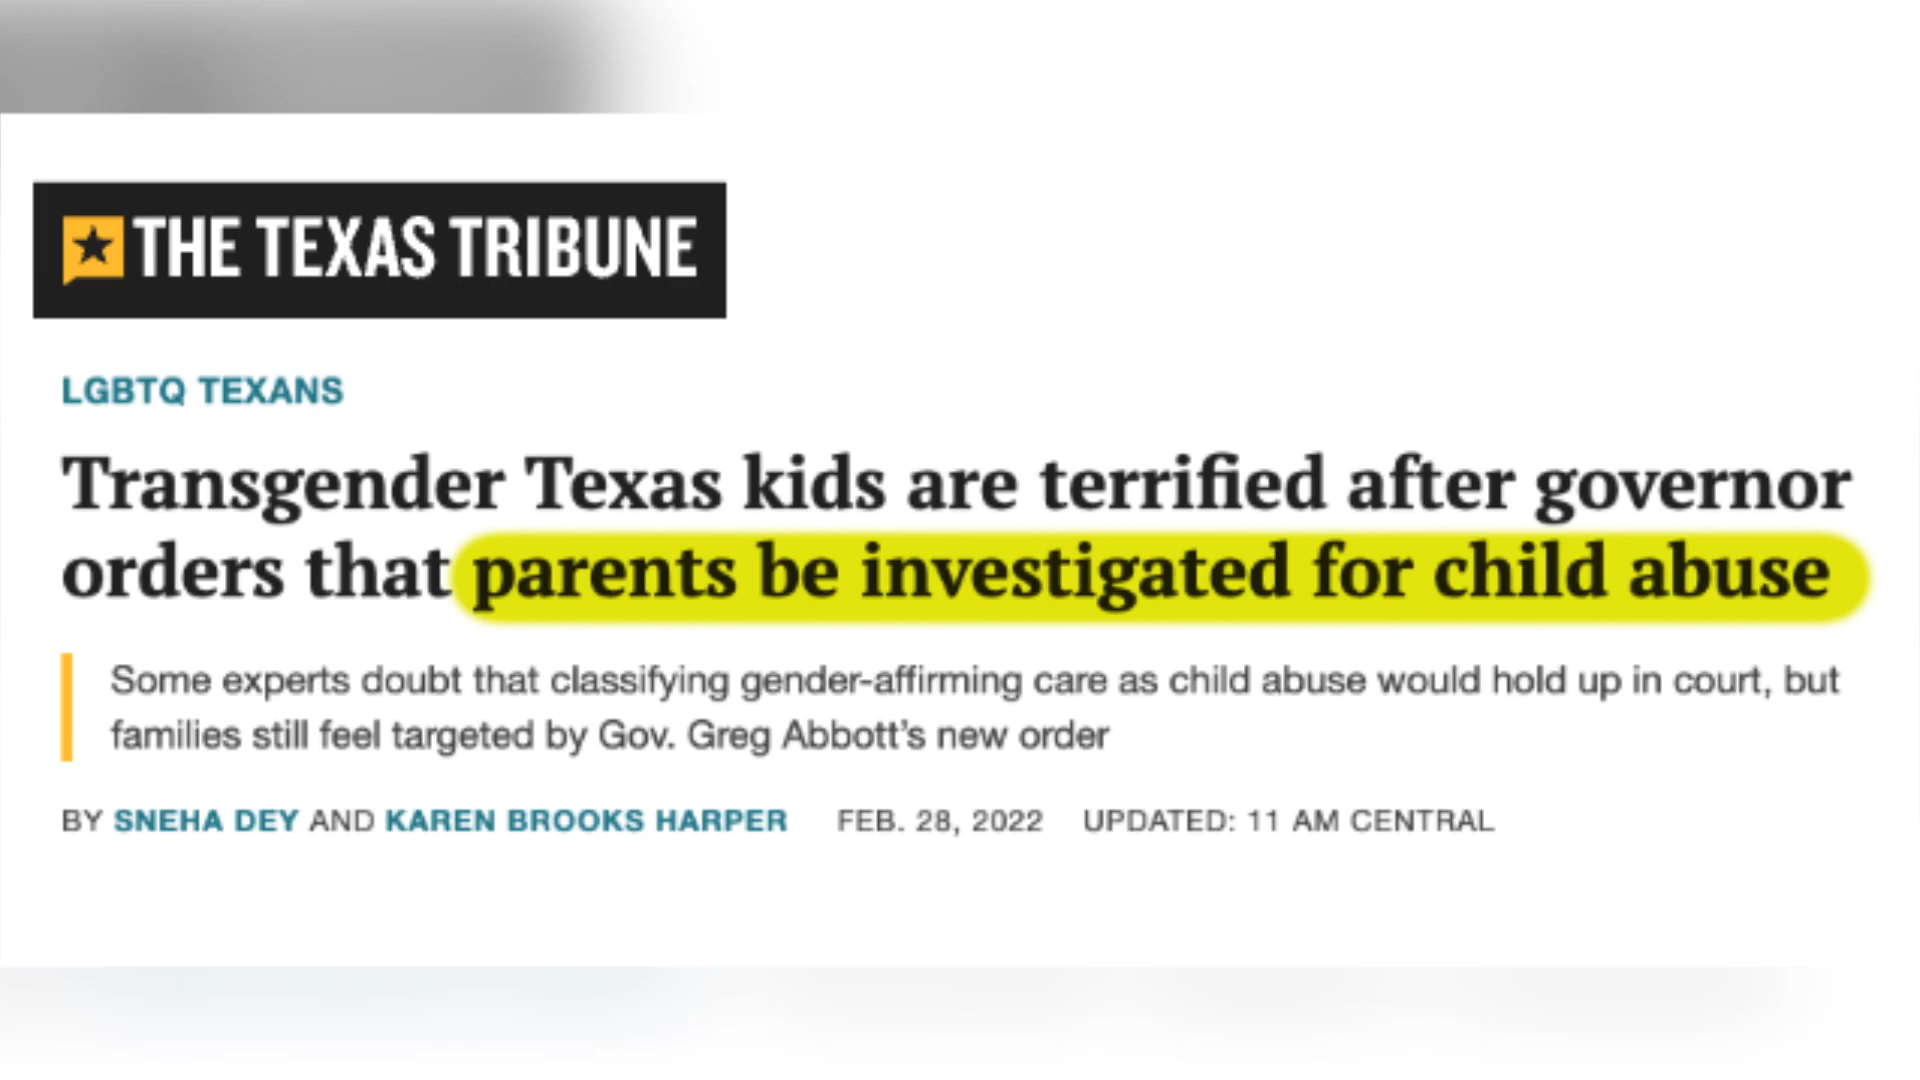 THE TEXAS TRIBUNE
LGBTQ TEXANS
Transgender Texas kids are terrified after governor
orders that parents be investigated for child abuse
Some experts doubt that classifying gender-affirming care as child abuse would hold up in court, but
families still feel targeted by Gov. Greg Abbott’s new order
BY SNEHA DEY AND KAREN BROOKS HARPER FEB. 28, 2022 UPDATED: 11 AM CENTRAL